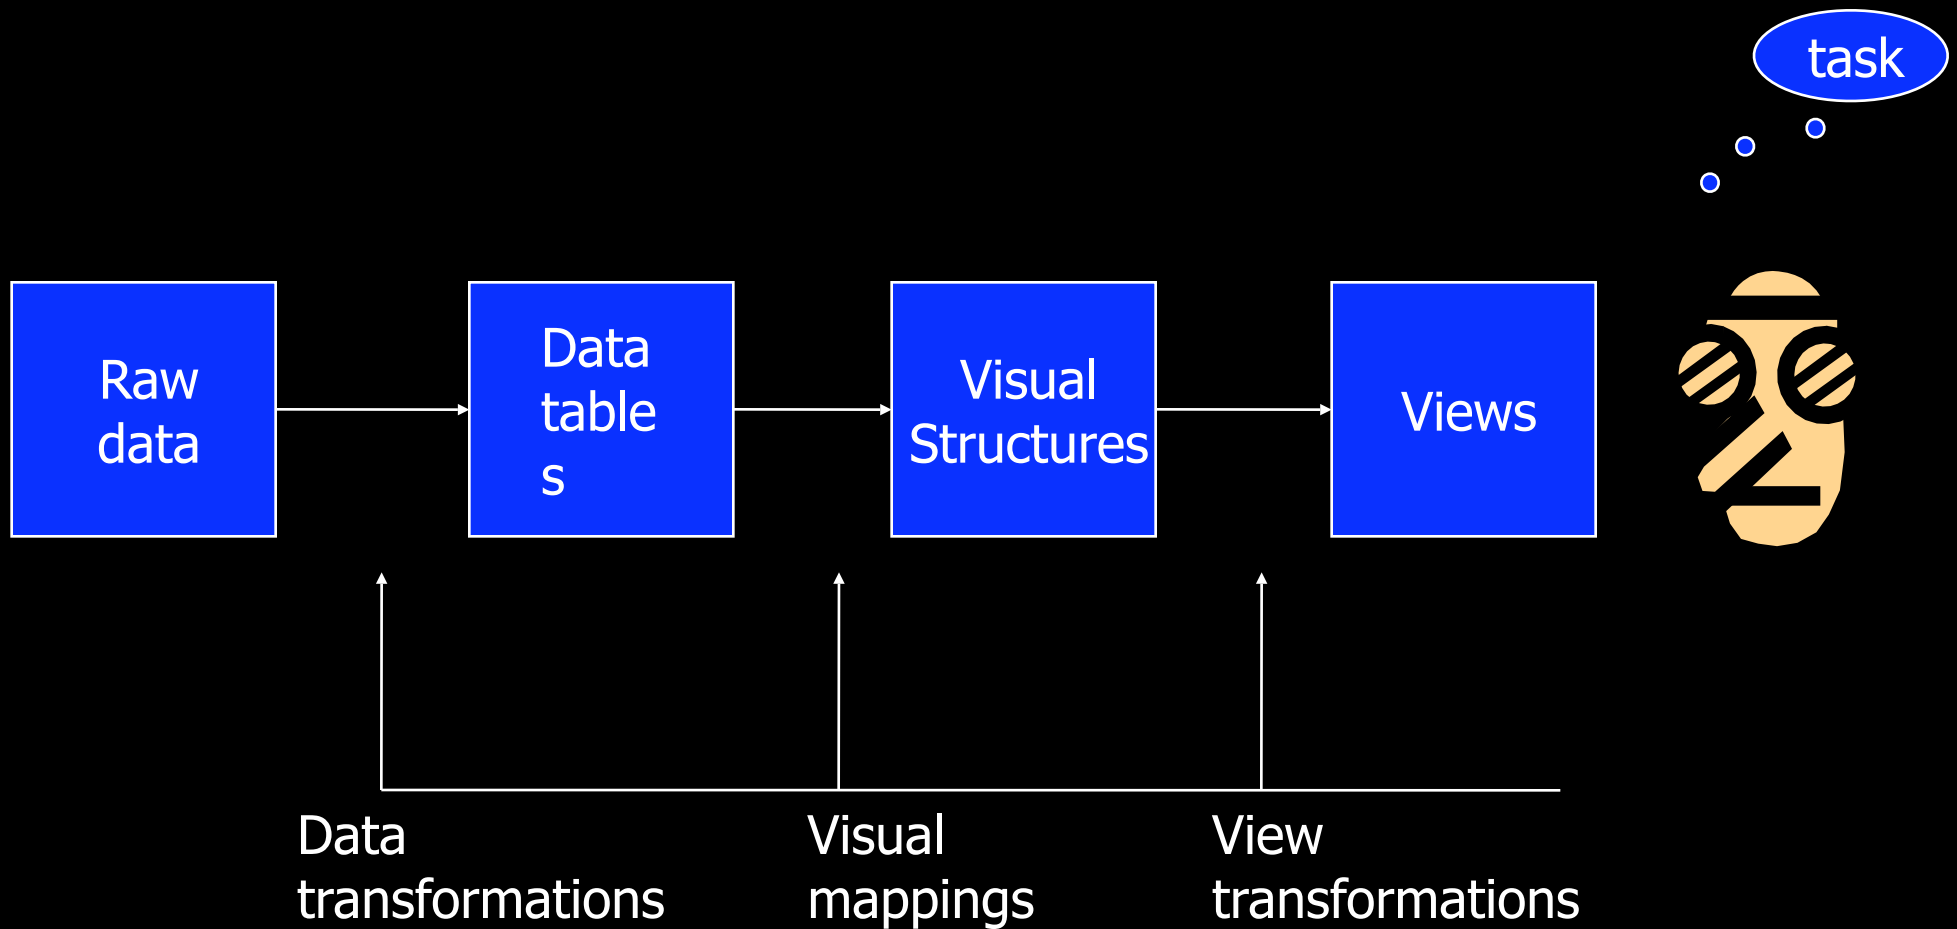 task
Raw
data
Data
table
s
Visual
Structures
Views
Data
transformations
Visual
mappings
View
transformations